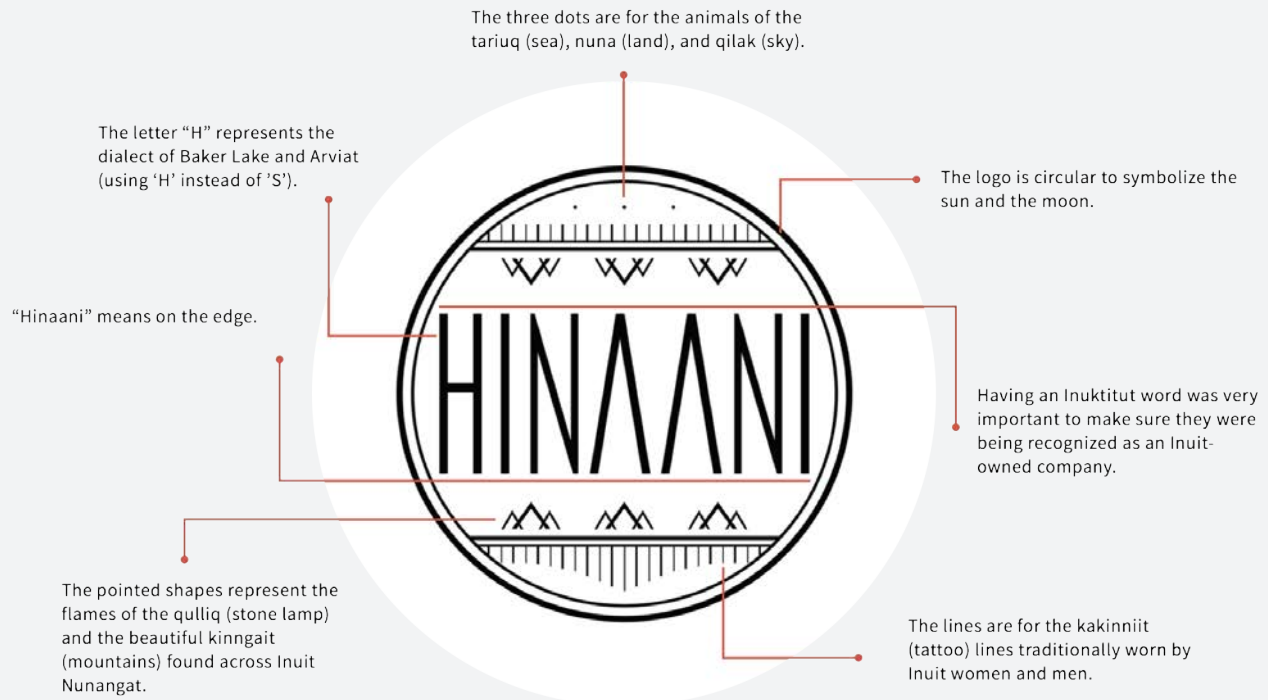 The three dots are for the animals of the
tariuq (sea), nuna (land), and qilak (sky).
The letter “H” represents the
dialect of Baker Lake and Arviat
(using ‘H’ instead of ’S’).
The logo is circular to symbolize the
sun and the moon.
“Hinaani” means on the edge.
HINAANI
Having an Inuktitut word was very
important to make sure they were
being recognized as an Inuit-
owned company.
The pointed shapes represent the
flames of the qulliq (stone lamp)
and the beautiful kinngait
(mountains) found across Inuit
Nunangat.
The lines are for the kakinniit
(tattoo) lines traditionally worn by
Inuit women and men.